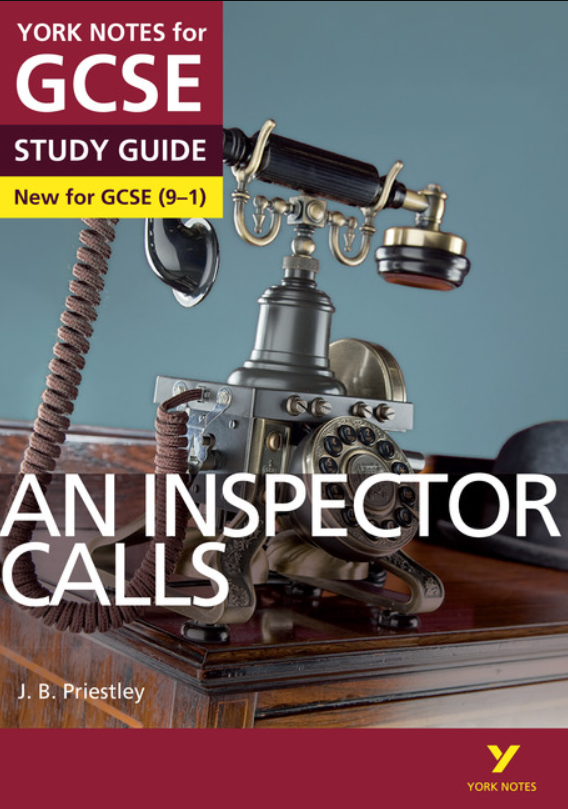 YORK NOTES for
GCSE
STUDY GUIDE
New for GCSE (9–1)
AN INSPECTOR
CALLS
J. B. Priestley
YORK NOTES